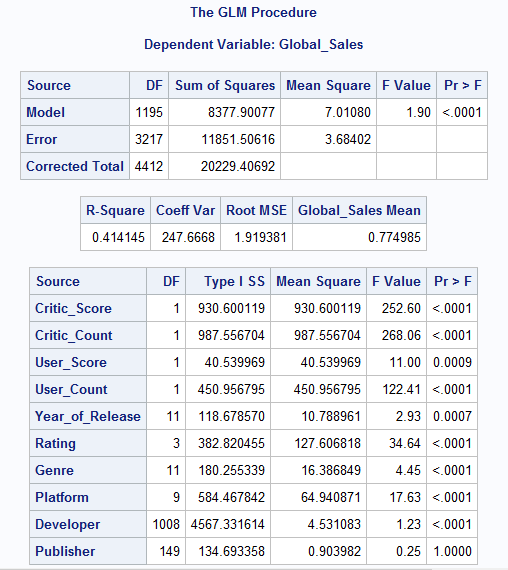 The GLM Procedure
Dependent Variable: Global_Sales
Source DF Sum of Squares Mean Square F Value Pr > F
Model 1195 8377.90077 7.01080 1.90 <.0001
Error 3217 11851.50616 3.68402
Corrected Total 4412 20229.40692
R-Square Coeff Var Root MSE Global_Sales Mean
0.414145 247.6668 1.919381 0.774985
Source DF Type I SS Mean Square F Value Pr > F
Critic_Score 1 930.600119 930.600119 252.60 <.0001
Critic_Count 1 987.556704 987.556704 268.06 <.0001
User_Score 1 40.539969 40.539969 11.00 0.0009
User_Count 1 450.956795 450.956795 122.41 <.0001
Year_of_Release 11 118.678570 10.788961 2.93 0.0007
Rating 3 382.820455 127.606818 34.64 <.0001
Genre 11 180.255339 16.386849 4.45 <.0001
Platform 9 584.467842 64.940871 17.63 <.0001
Developer 1008 4567.331614 4.531083 1.23 <.0001
Publisher 149 134.693358 0.903982 0.25 1.0000